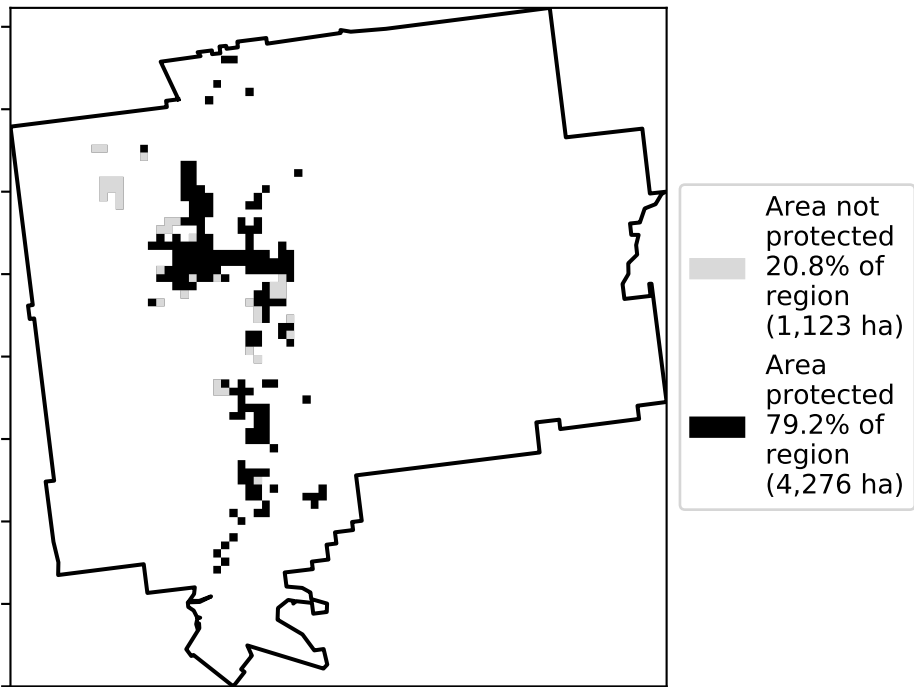 Area not
protected
20.8% of
region
(1,123 ha)
Area
protected
79.2% of
region
(4,276 ha)